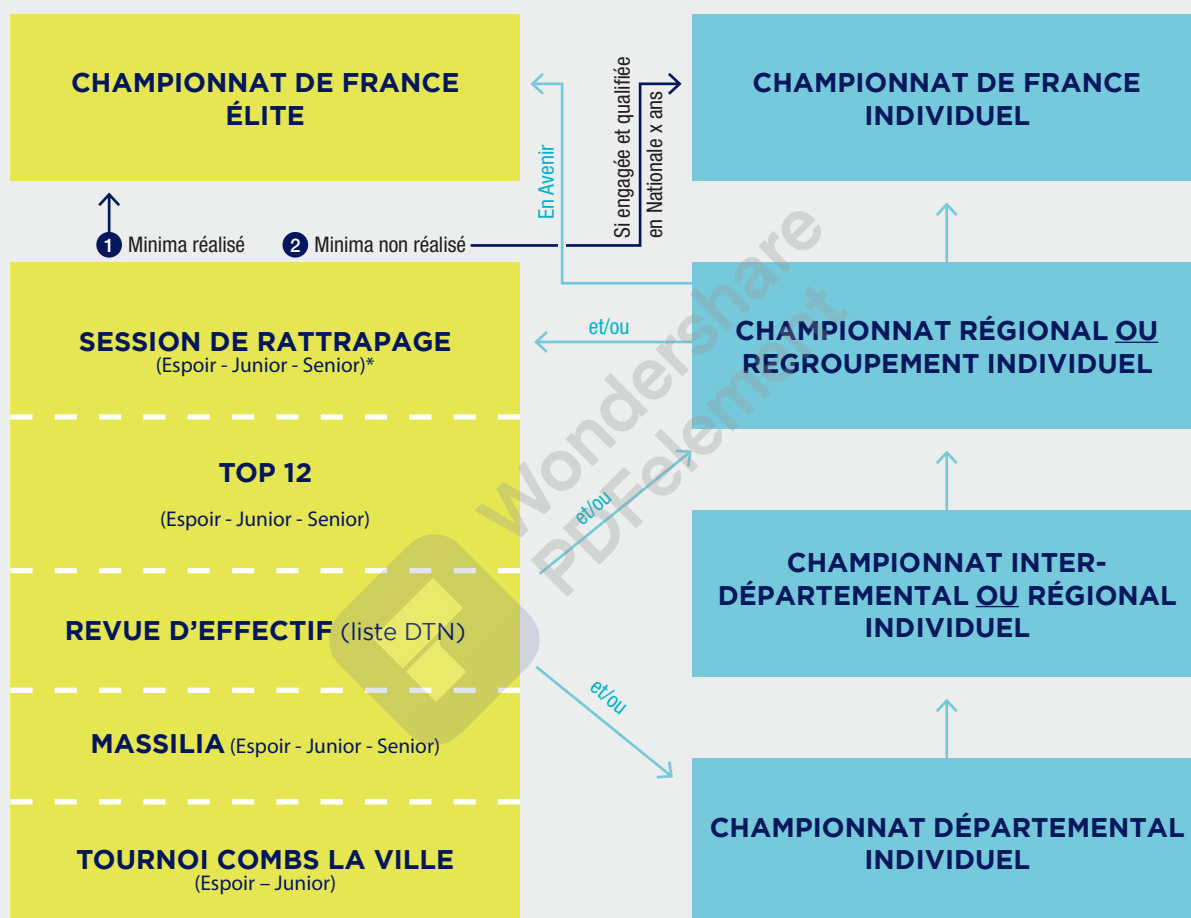 CHAMPIONNAT DE FRANCE
ÉLITE
En Avenir
Si engagée et qualifiée
en Nationale x ans
CHAMPIONNAT DE FRANCE
INDIVIDUEL
1 Minima réalisé
2 Minima non réalisé
SESSION DE RATTRAPAGE
(Espoir - Junior - Senior)*
et/ou
CHAMPIONNAT RÉGIONAL OU
REGROUPEMENT INDIVIDUEL
TOP 12
(Espoir - Junior - Senior)
et/ou
CHAMPIONNAT INTER-
DÉPARTEMENTAL OU RÉGIONAL
INDIVIDUEL
REVUE D’EFFECTIF (liste DTN)
et/ou
MASSILIA (Espoir - Junior - Senior)
CHAMPIONNAT DÉPARTEMENTAL
INDIVIDUEL
TOURNOI COMBS LA VILLE
(Espoir – Junior)
Wondershare
PDFelement